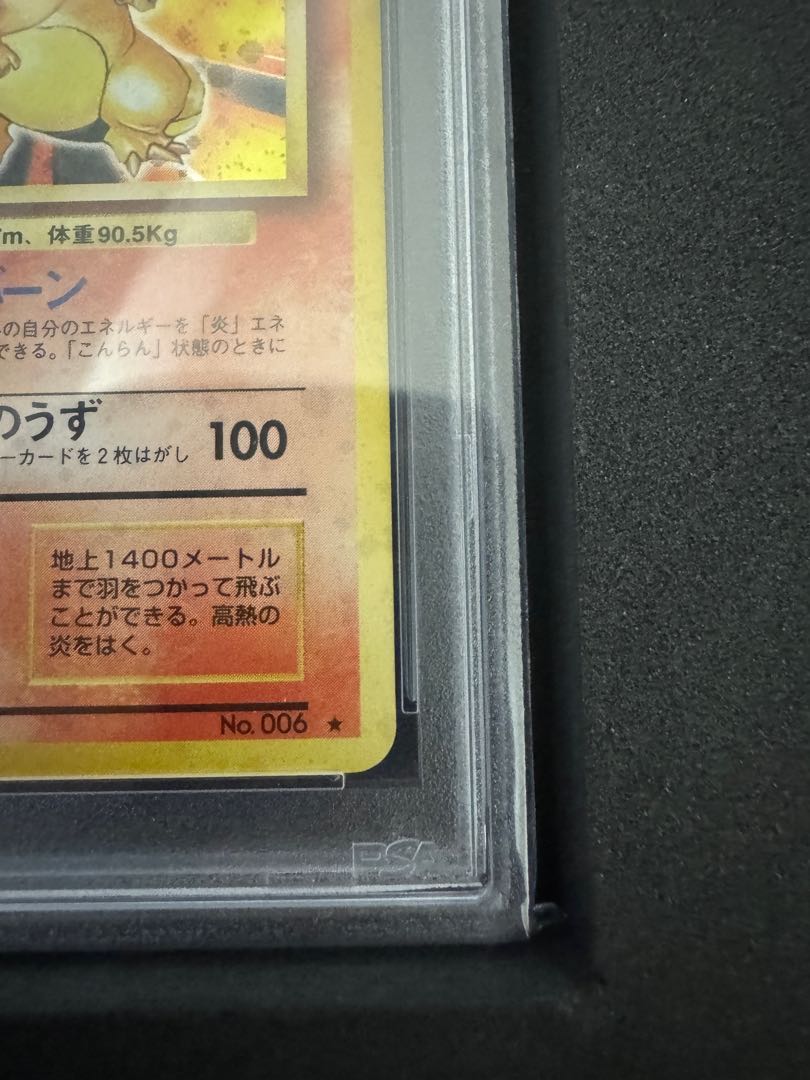 m、体重90.5Kg
バーン
の自分のエネルギーを「炎」エネ
できる。「こんらん」状態のときに
のうず
100
ーカードを2枚はがし
地上1400メートル
まで羽をつかって飛ぶ
ことができる。高熱の
炎をはく。
No. 006 ★
PSA